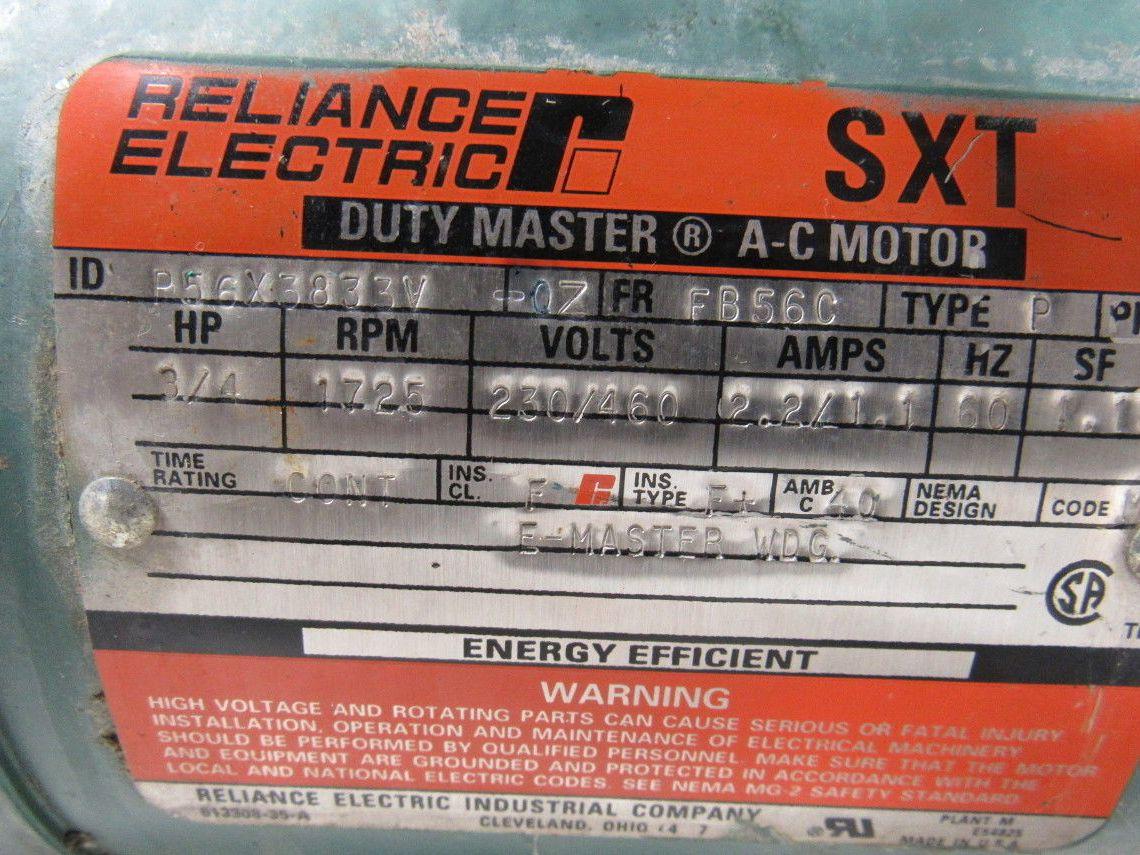 RELIANCE
ELECTRIC
SXT
DUTY MASTER ® A-C MOTOR
ID P56X3833V -0Z FR FB56C TYPE P
HP RPM VOLTS AMPS HZ SF
3/4 1725 230/460 2.2/1.1 60
TIME RATING CONT INS. CL. F INS. TYPE F+ AMB C 40 NEMA DESIGN CODE
E-MASTER WDG.
SA
ENERGY EFFICIENT
WARNING
HIGH VOLTAGE AND ROTATING PARTS CAN CAUSE SERIOUS OR FATAL INJURY
INSTALLATION, OPERATION AND MAINTENANCE OF ELECTRICAL MACHINERY
SHOULD BE PERFORMED BY QUALIFIED PERSONNEL. MAKE SURE THAT THE MOTOR
AND EQUIPMENT ARE GROUNDED AND PROTECTED IN ACCORDANCE WITH THE
LOCAL AND NATIONAL ELECTRIC CODES. SEE NEMA MG-2 SAFETY STANDARD.
RELIANCE ELECTRIC INDUSTRIAL COMPANY
CLEVELAND, OHIO
PLANT M
MADE IN U.S.A.